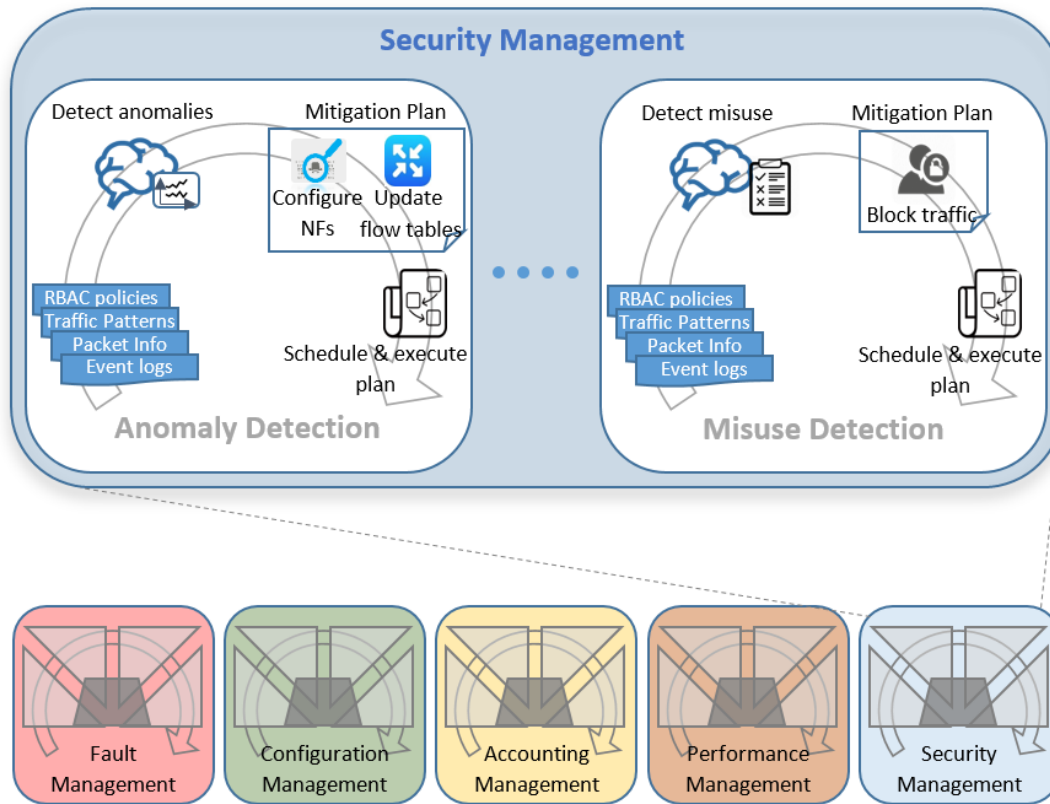 Security Management
Detect anomalies
Mitigation Plan
Configure
NFs
Update
flow tables
RBAC policies
Traffic Patterns
Packet Info
Event logs
Schedule & execute
plan
Anomaly Detection
Detect misuse
Mitigation Plan
Block traffic
RBAC policies
Traffic Patterns
Packet Info
Event logs
Schedule & execute
plan
Misuse Detection
Fault
Management
Configuration
Management
Accounting
Management
Performance
Management
Security
Management